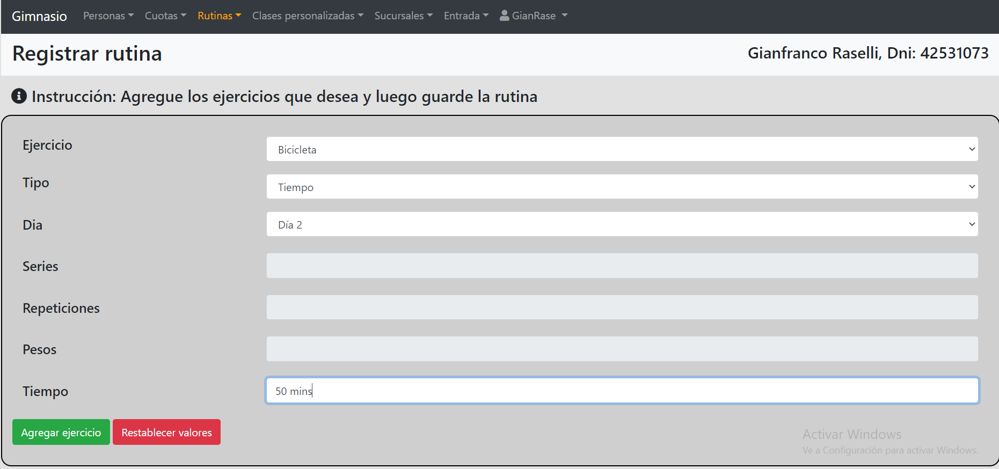 Gimnasio Personas Cuotas Rutinas Clases personalizadas Sucursales Entrada GianRase
Registrar rutina Gianfranco Raselli, Dni: 42531073
Instrucción: Agregue los ejercicios que desea y luego guarde la rutina
Ejercicio Bicicleta
Tipo Tiempo
Dia Día 2
Series
Repeticiones
Pesos
Tiempo 50 mins
Agregar ejercicio Restablecer valores
Activar Windows
Ve a Configuración para activar Windows.